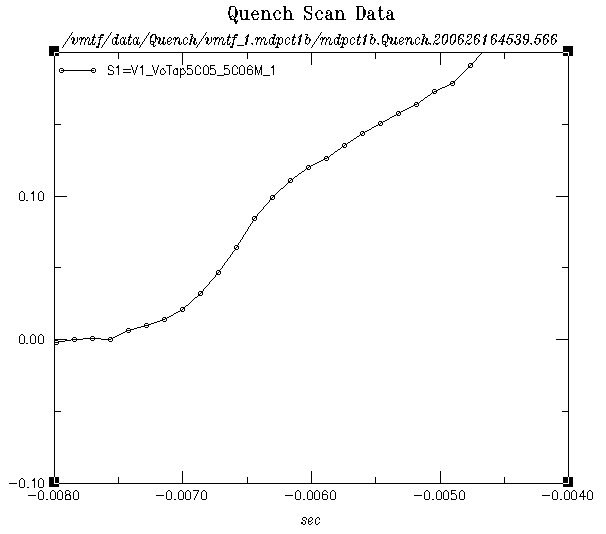 Quench Scan Data
/vmtf/data/Quench/vmtf_1.mdpct1b/mdpct1b.Quench.200626164539.566
S1=V1_VoTap5C05_5C06M_1
0.10
0.00
-0.10
-0.0080 -0.0070 -0.0060 -0.0050 -0.0040
sec